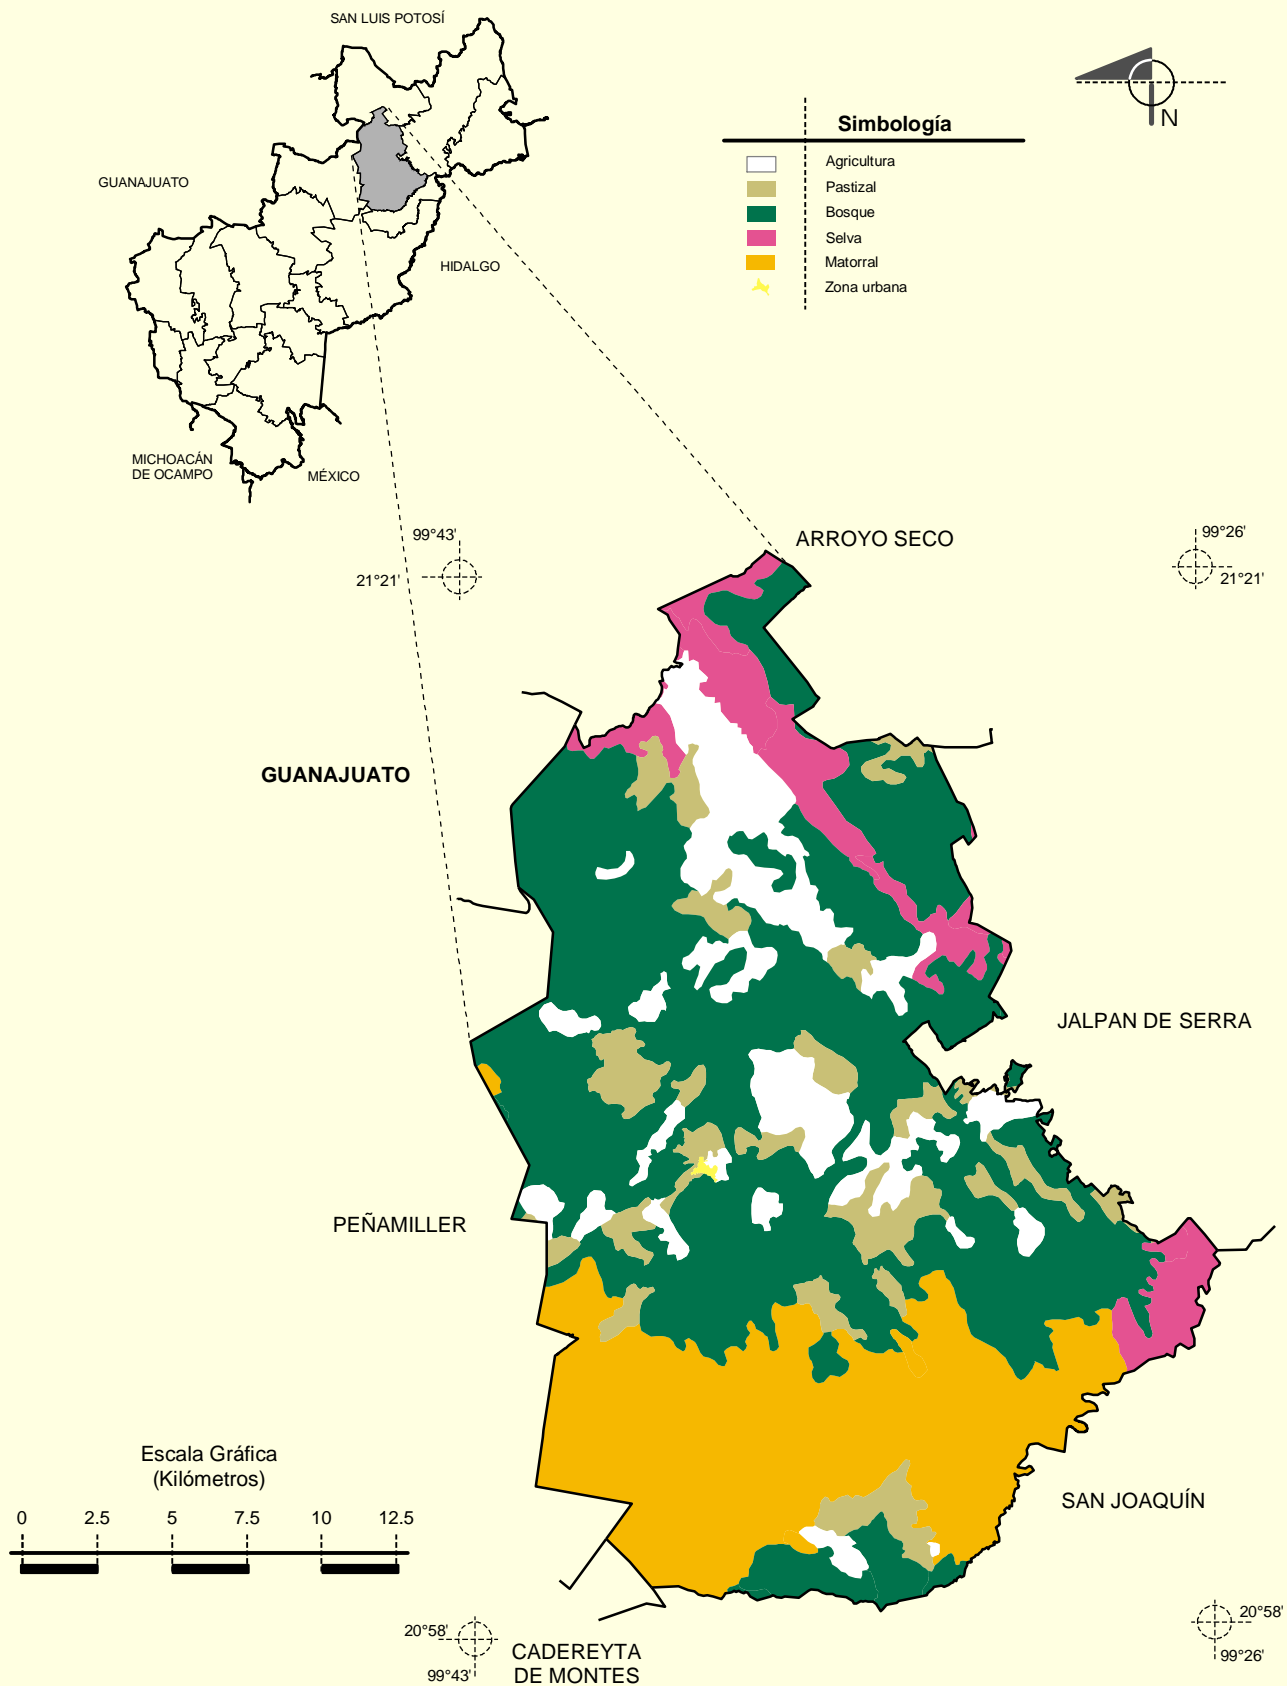 SAN LUIS POTOSÍ
GUANAJUATO
HIDALGO
MICHOACÁN
DE OCAMPO
MÉXICO
N
Simbología
Agricultura
Pastizal
Bosque
Selva
Matorral
Zona urbana
99°43'
21°21'
ARROYO SECO
99°26'
21°21'
GUANAJUATO
JALPAN DE SERRA
PEÑAMILLER
SAN JOAQUÍN
Escala Gráfica
(Kilómetros)
0 2.5 5 7.5 10 12.5
20°58'
99°43'
CADEREYTA
DE MONTES
20°58'
99°26'